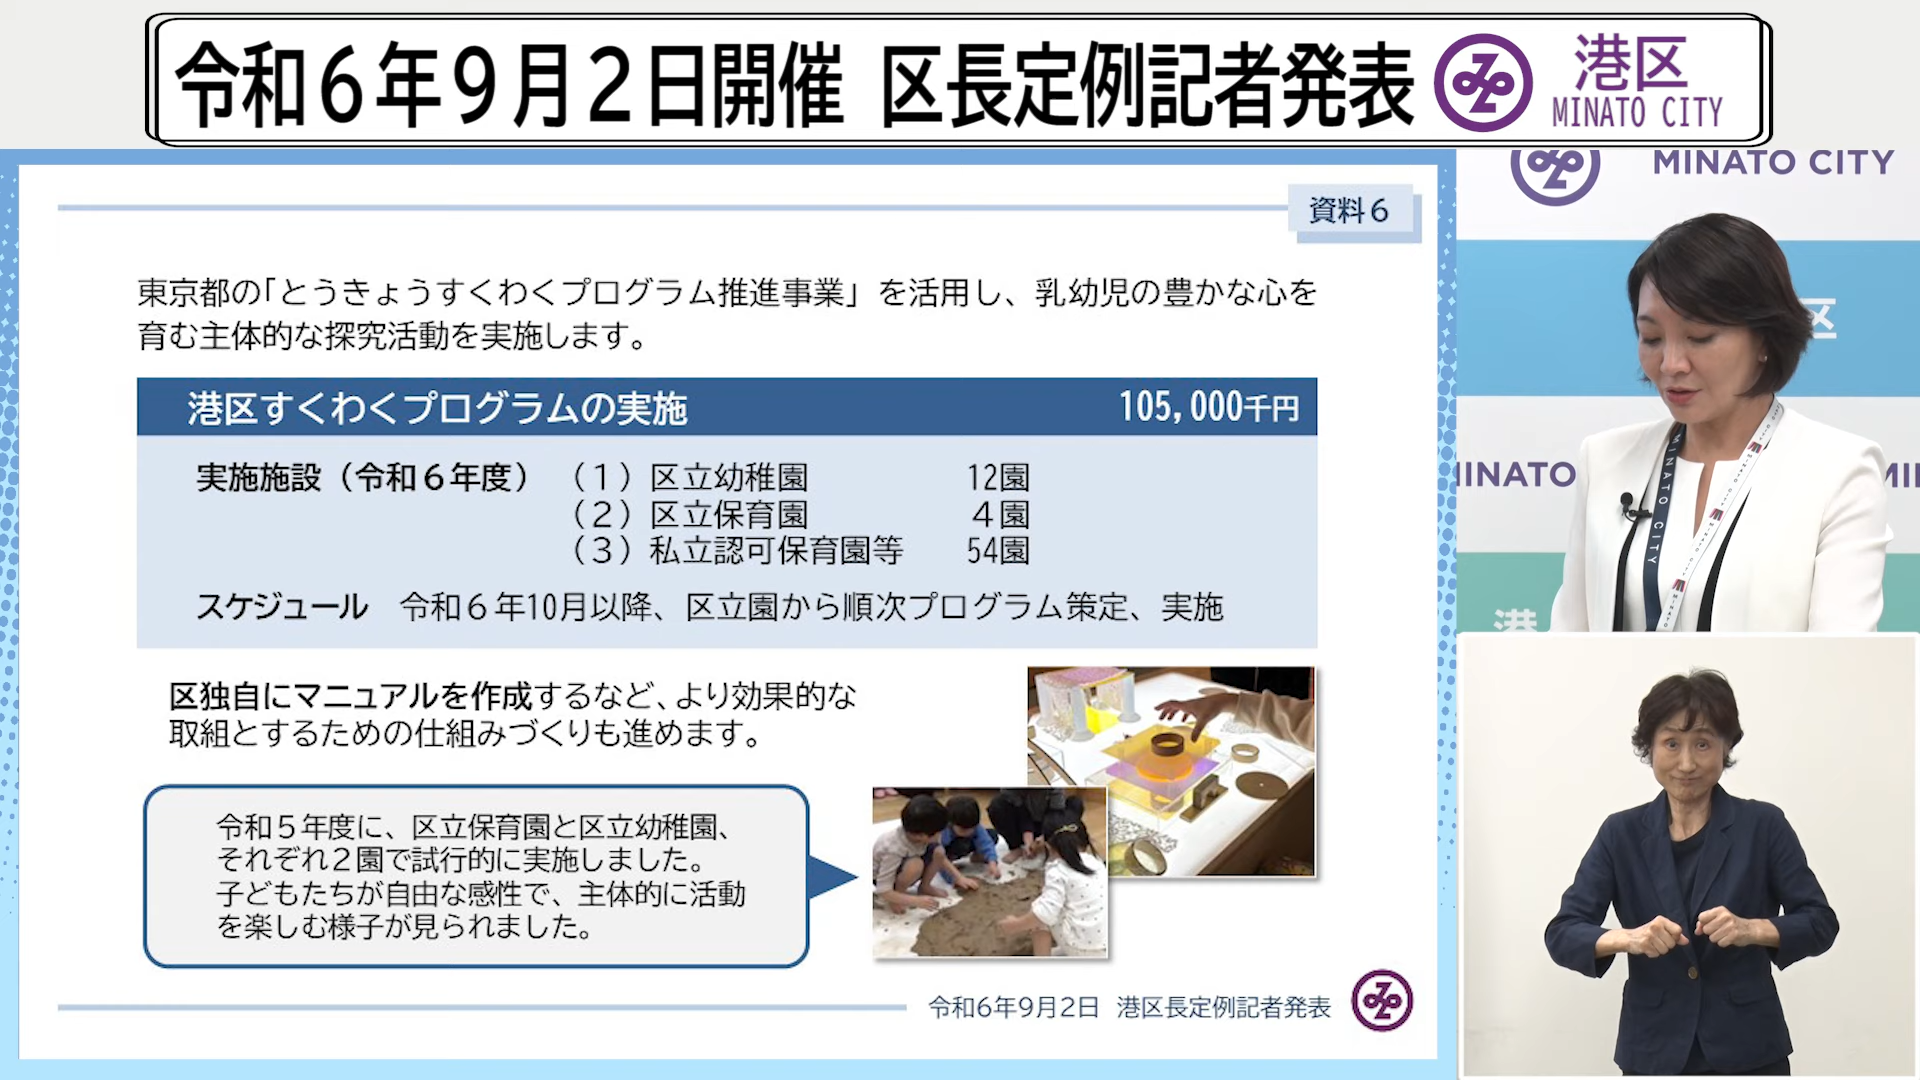 令和６年９月２日開催 区長定例記者発表
港区
MINATO CITY
MINATO CITY
資料６
東京都の「とうきょうすくわくプログラム推進事業」を活用し、乳幼児の豊かな心を
育む主体的な探究活動を実施します。
港区すくわくプログラムの実施 105,000千円
実施施設（令和６年度） （１）区立幼稚園 12園
（２）区立保育園 ４園
（３）私立認可保育園等 54園
スケジュール 令和６年10月以降、区立園から順次プログラム策定、実施
区独自にマニュアルを作成するなど、より効果的な
取組とするための仕組みづくりも進めます。
令和５年度に、区立保育園と区立幼稚園、
それぞれ２園で試行的に実施しました。
子どもたちが自由な感性で、主体的に活動
を楽しむ様子が見られました。
令和6年9月2日 港区長定例記者発表
区
MINATO
MINATO CITY
港